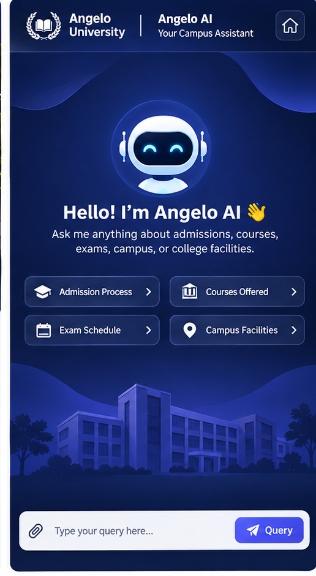 Angelo
University
Angelo AI
Your Campus Assistant
Hello! I'm Angelo AI 👋
Ask me anything about admissions, courses,
exams, campus, or college facilities.
Admission Process
Courses Offered
Exam Schedule
Campus Facilities
Type your query here...
Query